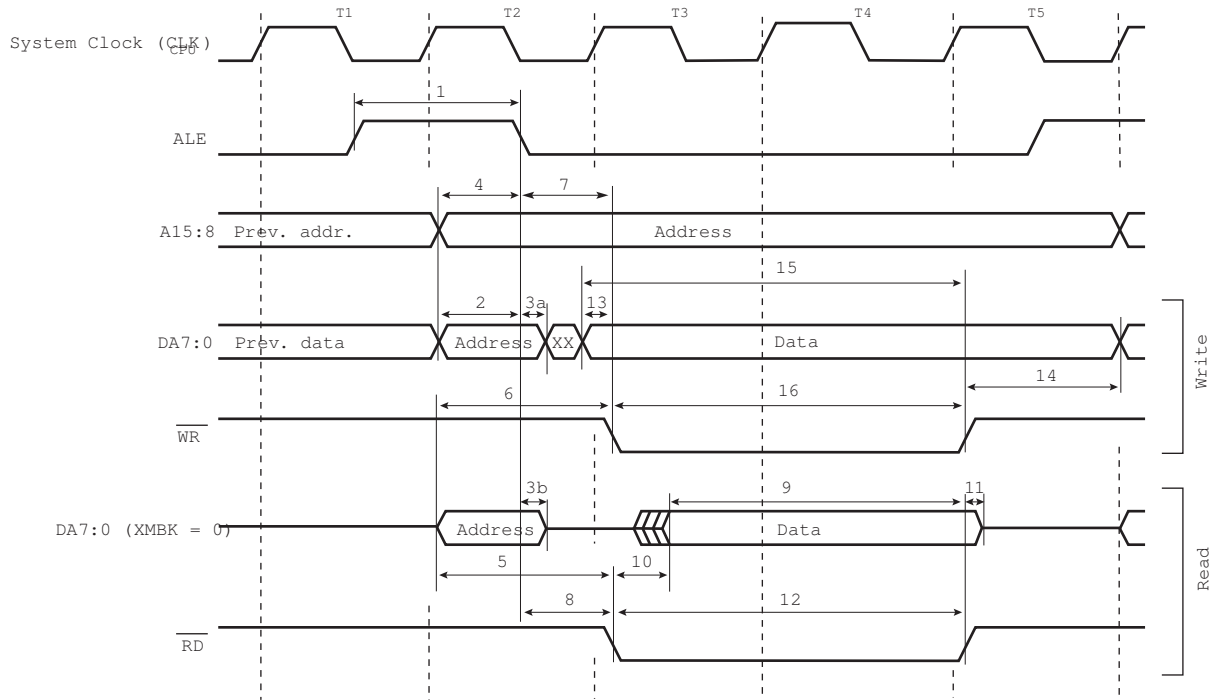 T1 T2 T3 T4 T5
System Clock (CLK CPU )
1
ALE
4 7
A15:8 Prev. addr. Address
15
2 3a 13
DA7:0 Prev. data Address XX Data
14
6 16
WR
Write
3b 9 11
DA7:0 (XMBK = 0) Address Data
5 10
8 12
RD
Read